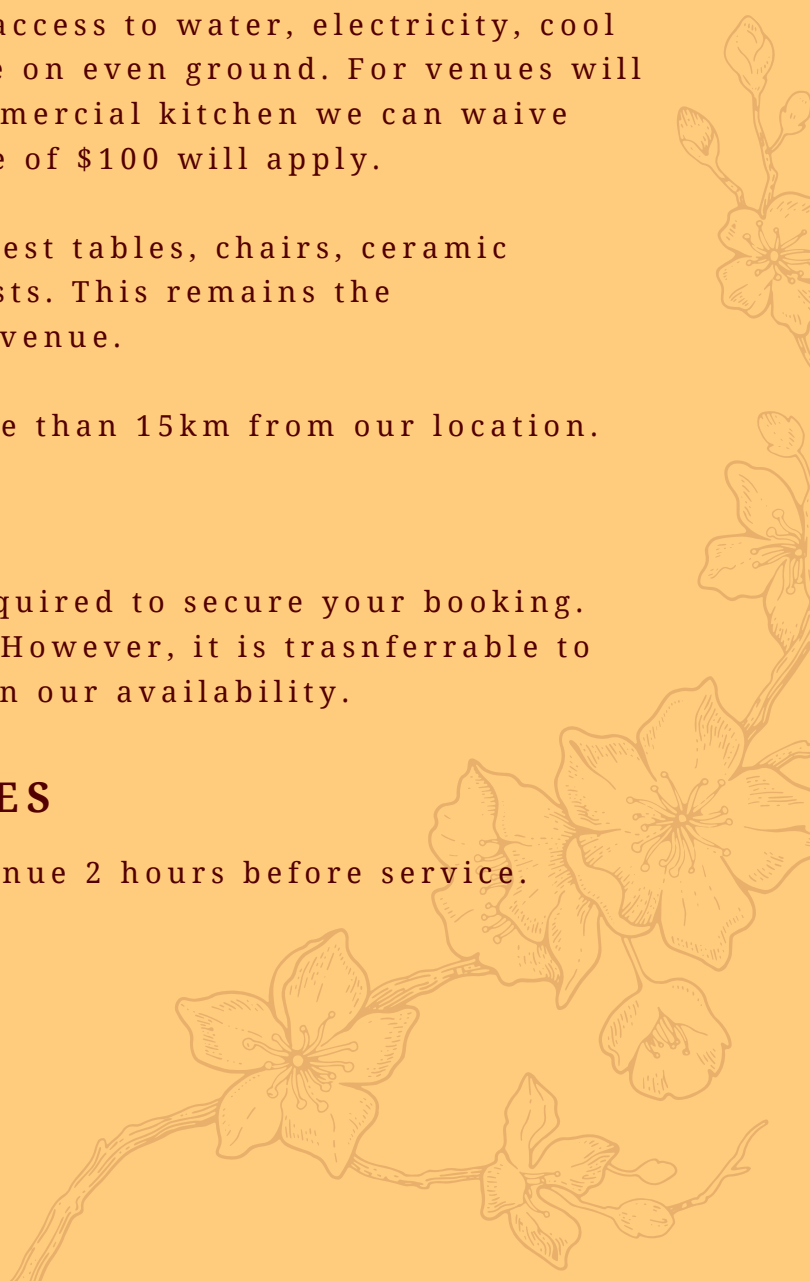 access to water, electricity, cool
e on even ground. For venues will
mercial kitchen we can waive
e of $100 will apply.
est tables, chairs, ceramic
sts. This remains the
venue.
e than 15km from our location.
quired to secure your booking.
However, it is trasnferrable to
n our availability.
ES
nue 2 hours before service.